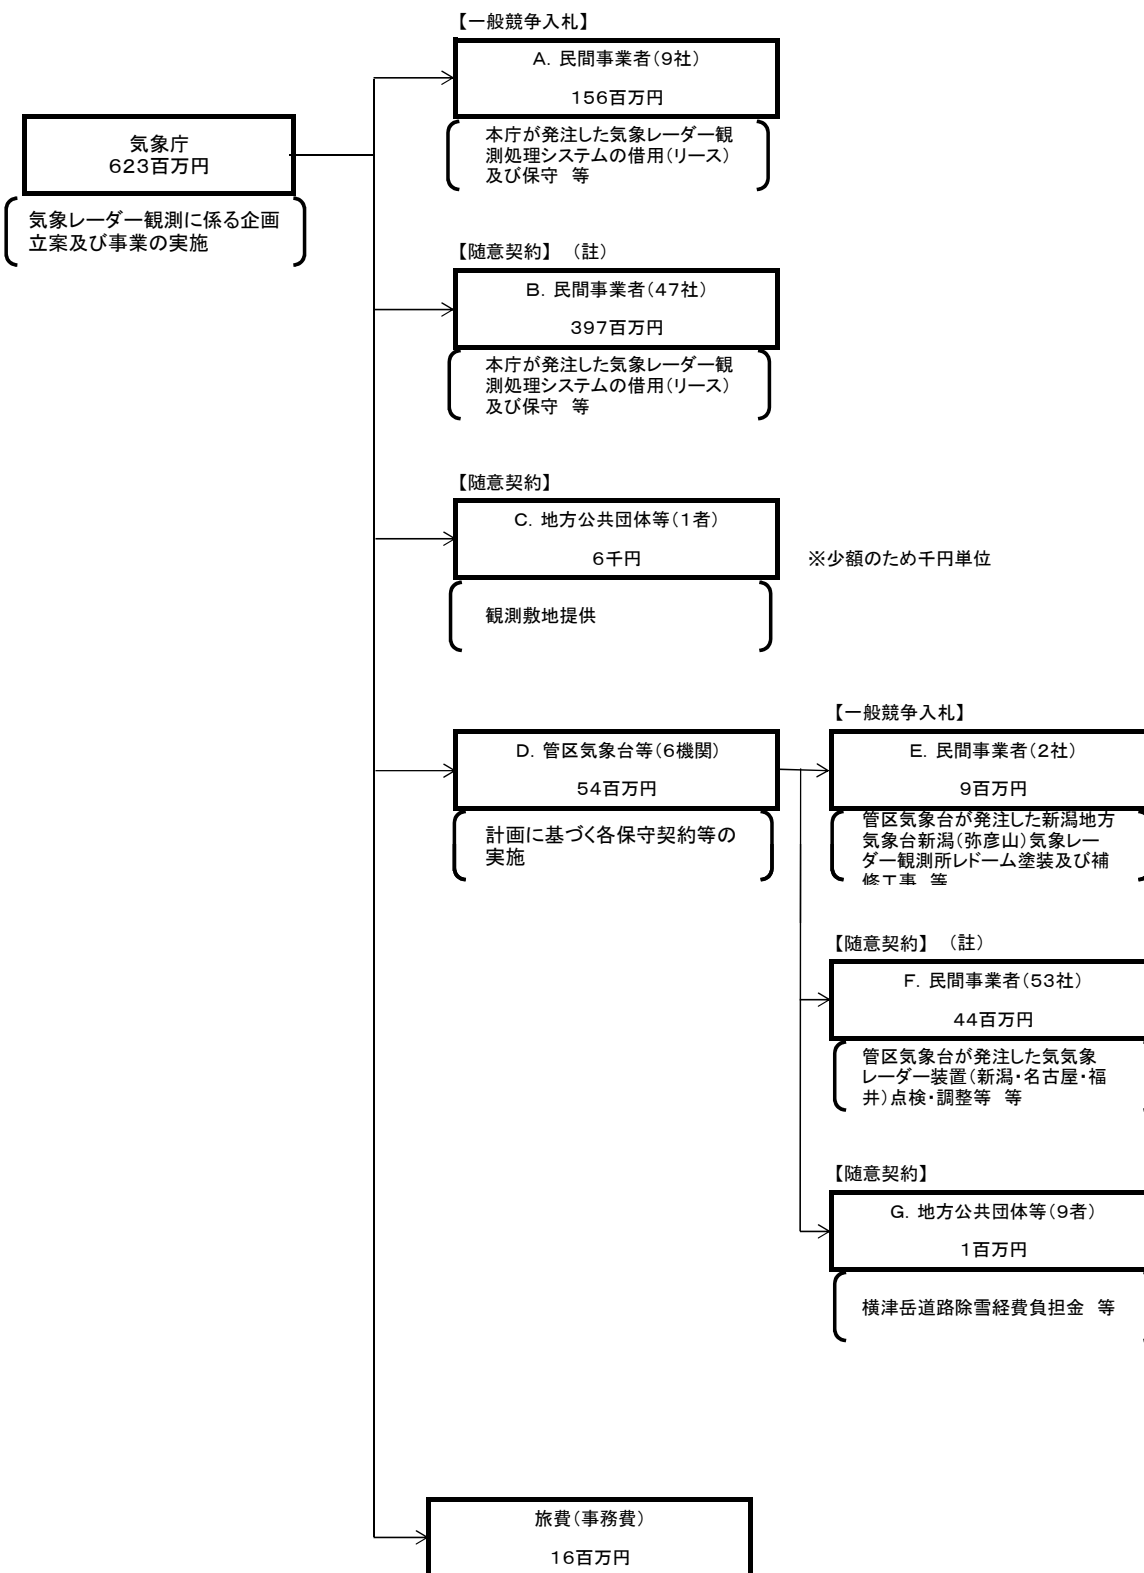 気象庁
623百万円
気象レーダー観測に係る企画
立案及び事業の実施
【一般競争入札】
A. 民間事業者(9社)
156百万円
本庁が発注した気象レーダー観
測処理システムの借用(リース)
及び保守　等
【随意契約】（註）
B. 民間事業者(47社)
397百万円
本庁が発注した気象レーダー観
測処理システムの借用(リース)
及び保守　等
【随意契約】
C. 地方公共団体等(1者)
6千円
※少額のため千円単位
観測敷地提供
D. 管区気象台等(6機関)
54百万円
計画に基づく各保守契約等の
実施
【一般競争入札】
E. 民間事業者(2社)
9百万円
管区気象台が発注した新潟地方
気象台新潟(弥彦山)気象レー
ダー観測所レドーム塗装及び補
修工事　等
【随意契約】（註）
F. 民間事業者(53社)
44百万円
管区気象台が発注した気気象
レーダー装置(新潟・名古屋・福
井)点検・調整等　等
【随意契約】
G. 地方公共団体等(9者)
1百万円
横津岳道路除雪経費負担金　等
旅費(事務費)
16百万円